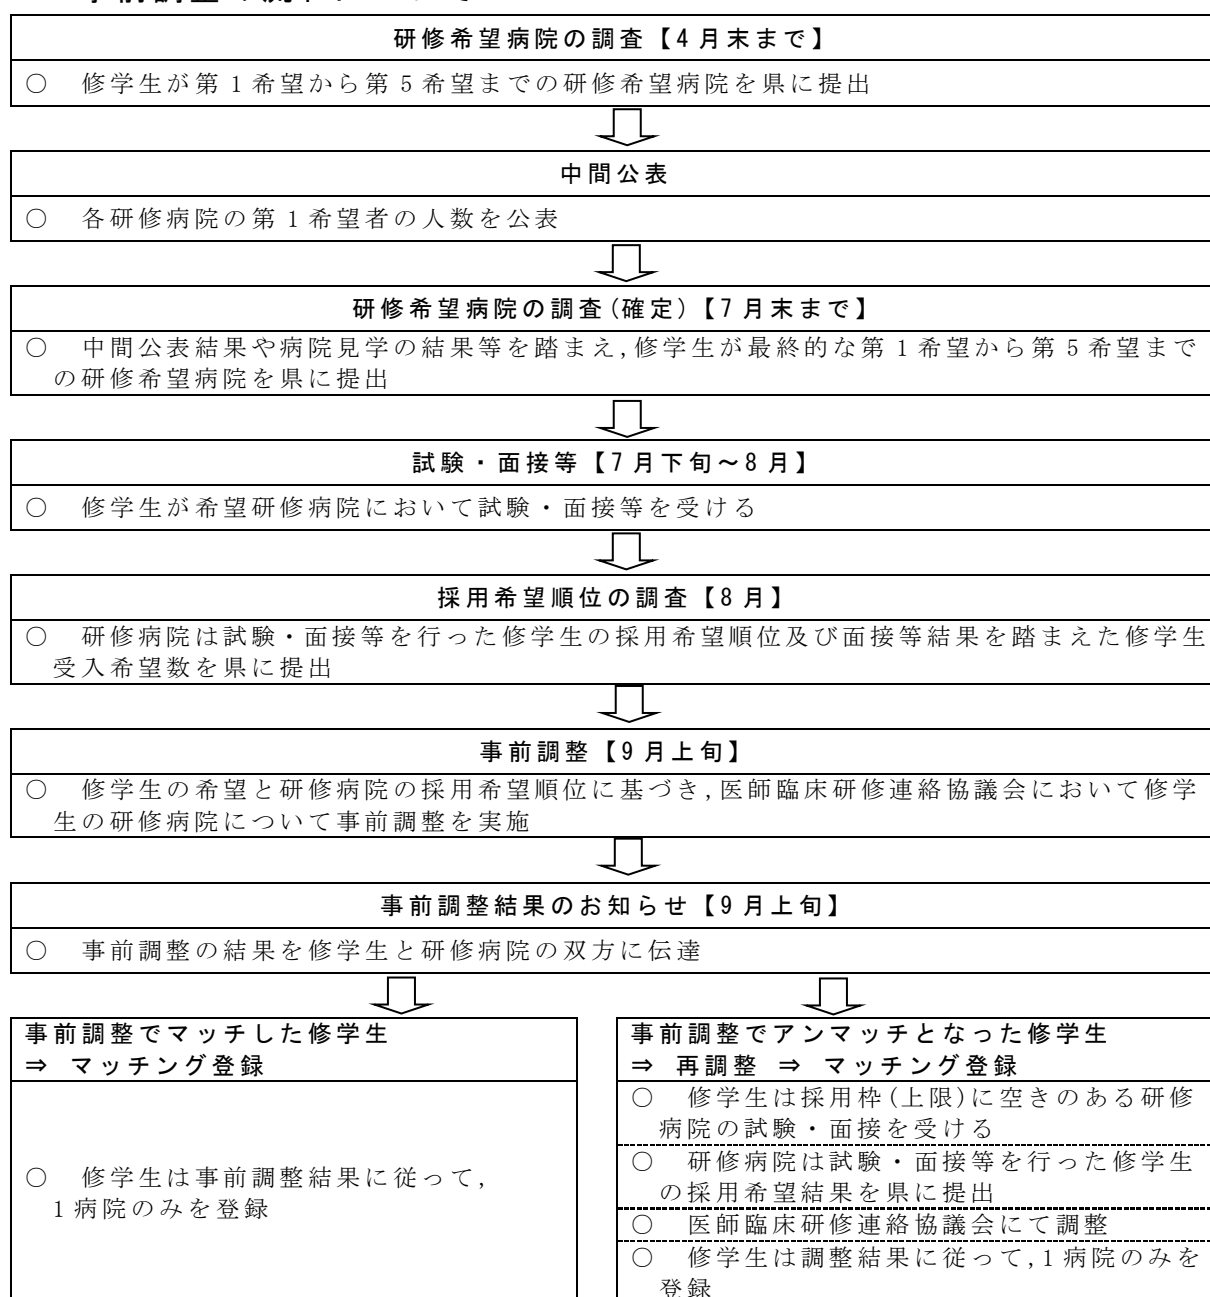 研修希望病院の調査【4月末まで】
○　修学生が第1希望から第5希望までの研修希望病院を県に提出
中間公表
○　各研修病院の第1希望者の人数を公表
研修希望病院の調査(確定)【7月末まで】
○　中間公表結果や病院見学の結果等を踏まえ,修学生が最終的な第1希望から第5希望まで
の研修希望病院を県に提出
試験・面接等【7月下旬～8月】
○　修学生が希望研修病院において試験・面接等を受ける
採用希望順位の調査【8月】
○　研修病院は試験・面接等を行った修学生の採用希望順位及び面接等結果を踏まえた修学生
受入希望数を県に提出
事前調整【9月上旬】
○　修学生の希望と研修病院の採用希望順位に基づき,医師臨床研修連絡協議会において修学
生の研修病院について事前調整を実施
事前調整結果のお知らせ【9月上旬】
○　事前調整の結果を修学生と研修病院の双方に伝達
事前調整でマッチした修学生
⇒ マッチング登録
○　修学生は事前調整結果に従って,
1病院のみを登録
事前調整でアンマッチとなった修学生
⇒ 再調整 ⇒ マッチング登録
○　修学生は採用枠(上限)に空きのある研修
病院の試験・面接を受ける
○　研修病院は試験・面接等を行った修学生
の採用希望結果を県に提出
○　医師臨床研修連絡協議会にて調整
○　修学生は調整結果に従って,1病院のみを
登録